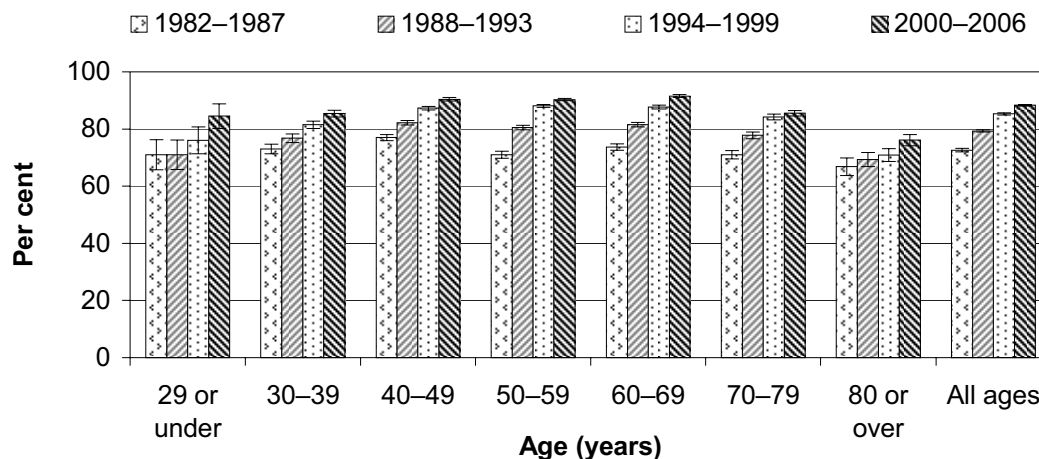 1982–1987 1988–1993 1994–1999 2000–2006
100
80
60
40
20
0
Per cent
29 or under 30–39 40–49 50–59 60–69 70–79 80 or over All ages
Age (years)